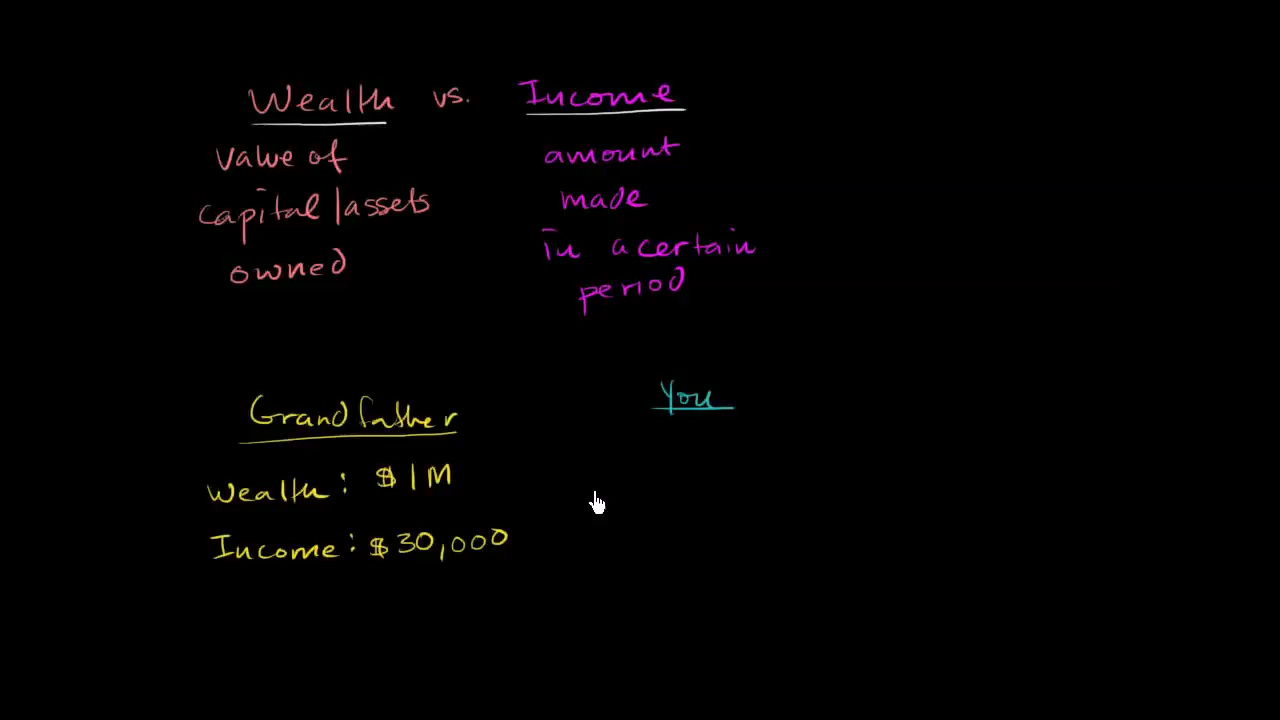 Wealth vs. Income
value of
capital/assets
owned
amount
made
in a certain
period
Grandfather
Wealth: $1M
Income: $30,000
You